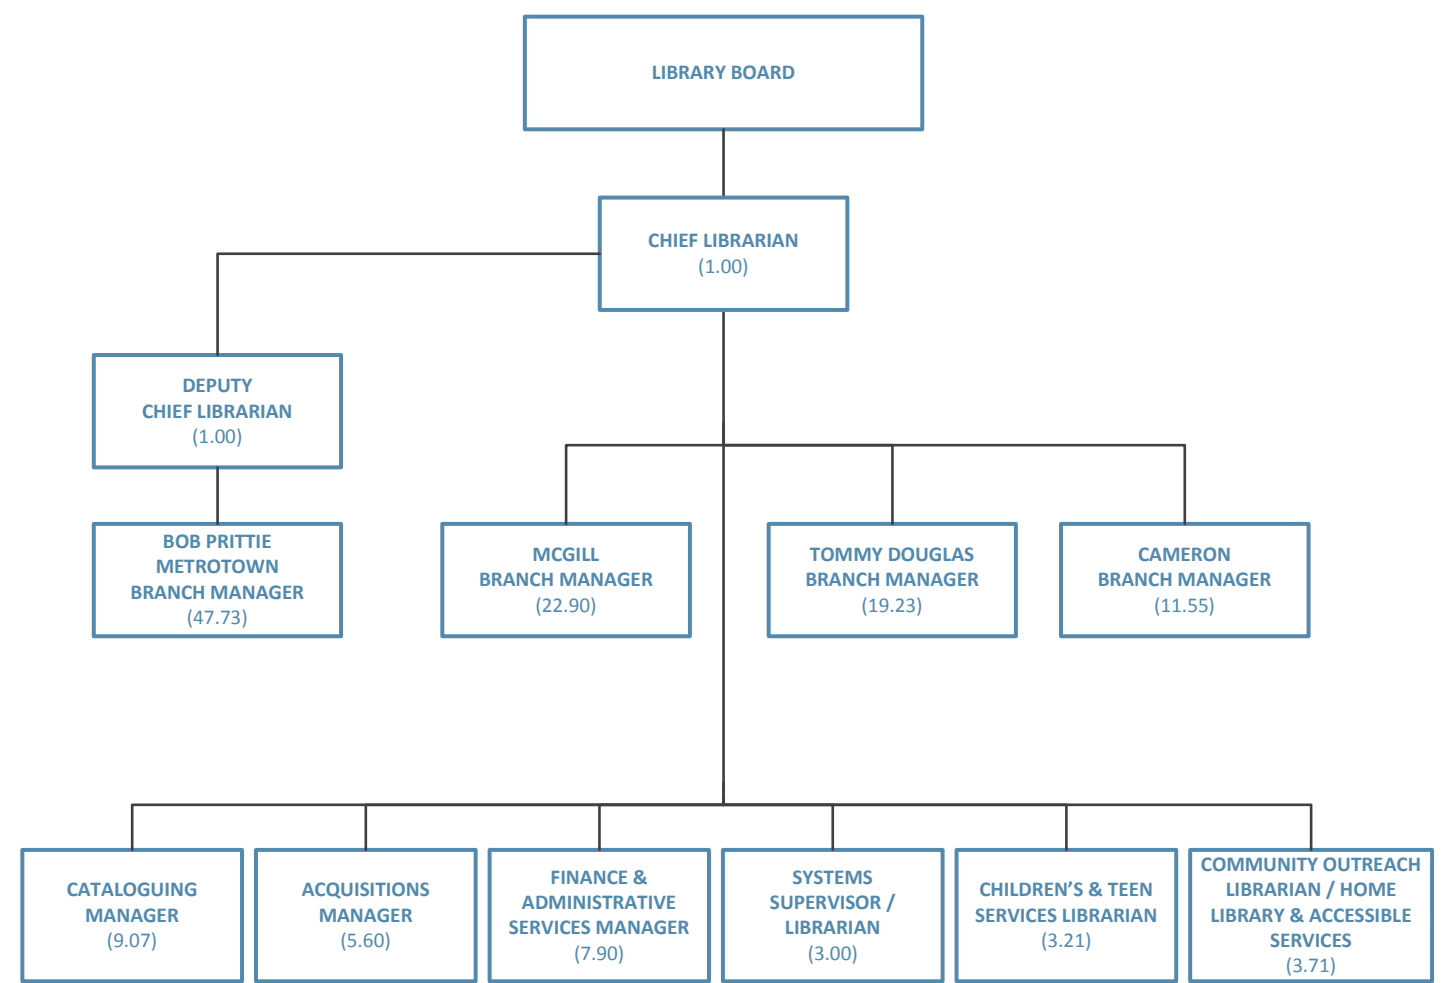 LIBRARY BOARD
CHIEF LIBRARIAN
(1.00)
DEPUTY
CHIEF LIBRARIAN
(1.00)
BOB PRITTIE
METROTOWN
BRANCH MANAGER
(47.73)
MCGILL
BRANCH MANAGER
(22.90)
TOMMY DOUGLAS
BRANCH MANAGER
(19.23)
CAMERON
BRANCH MANAGER
(11.55)
CATALOGUING
MANAGER
(9.07)
ACQUISITIONS
MANAGER
(5.60)
FINANCE &
ADMINISTRATIVE
SERVICES MANAGER
(7.90)
SYSTEMS
SUPERVISOR /
LIBRARIAN
(3.00)
CHILDREN’S & TEEN
SERVICES LIBRARIAN
(3.21)
COMMUNITY OUTREACH
LIBRARIAN / HOME
LIBRARY & ACCESSIBLE
SERVICES
(3.71)